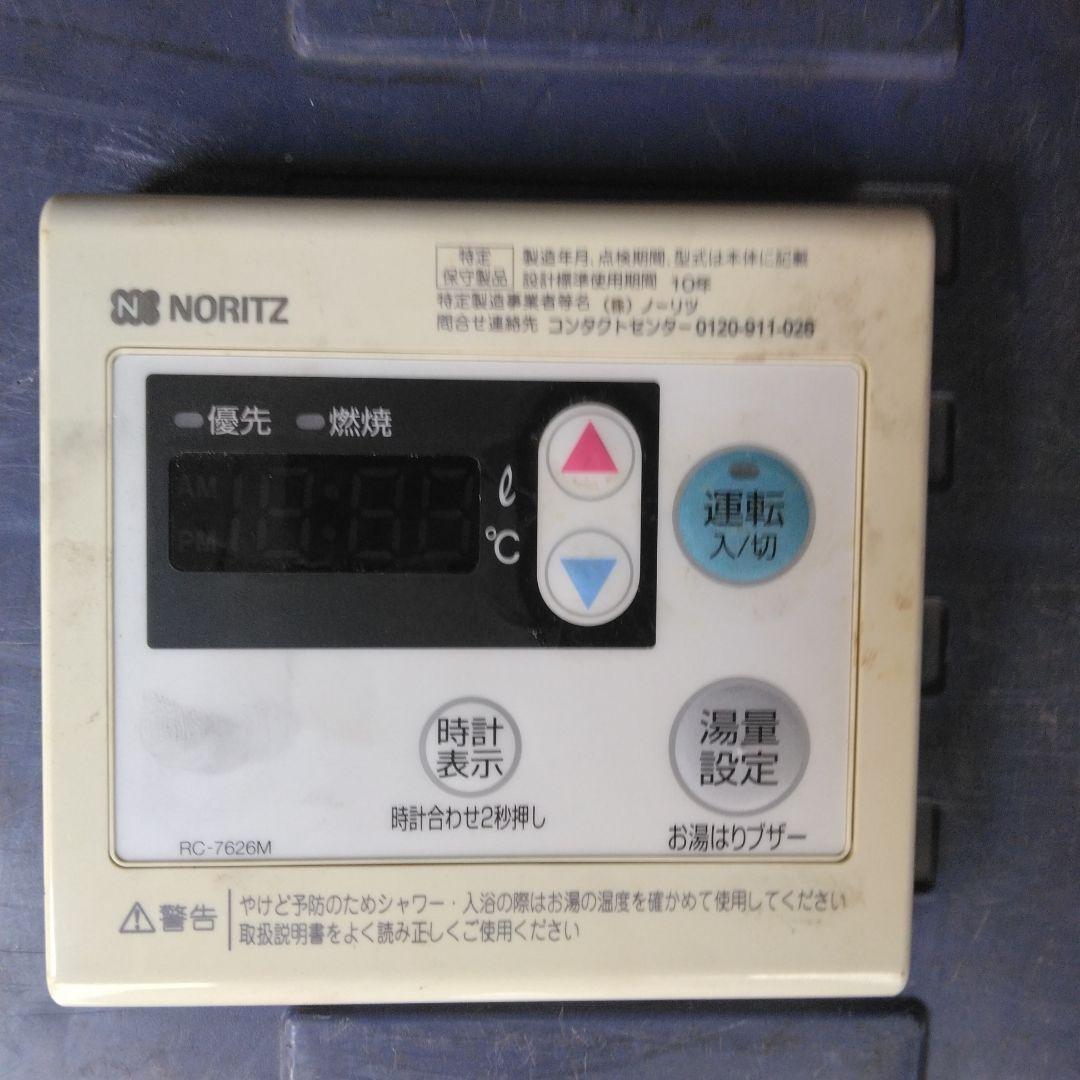 特定 製造年月、点検期間、型式は本体に記載
保守製品 設計標準使用期間 10年
特定製造事業者等名 (株) ノーリツ
問合せ連絡先 コンタクトセンター0120-911-026
N NORITZ
優先 燃焼
AM
PM
ℓ
℃
運転
入/切
時計
表示
時計合わせ2秒押し
湯量
設定
お湯はりブザー
RC-7626M
警告
やけど予防のためシャワー・入浴の際はお湯の温度を確かめて使用してください
取扱説明書をよく読み正しくご使用ください